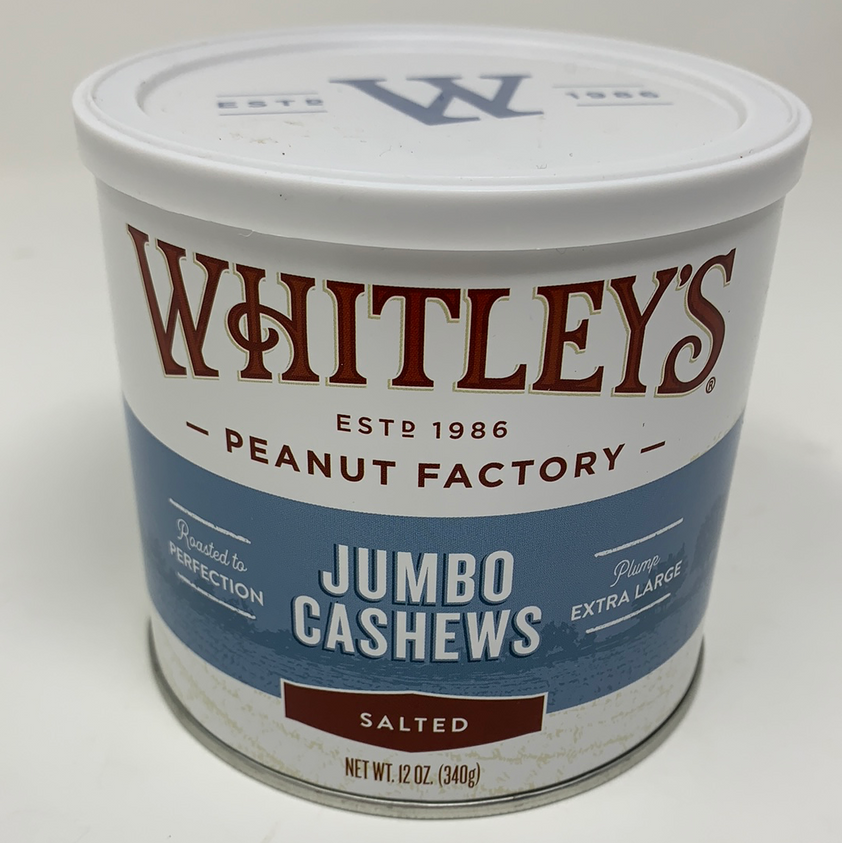 ESTD W 1986
WHITLEY'S®
ESTD 1986
— PEANUT FACTORY —
Roasted to
PERFECTION
JUMBO
CASHEWS
Plump
EXTRA LARGE
SALTED
NET WT. 12 OZ. (340g)